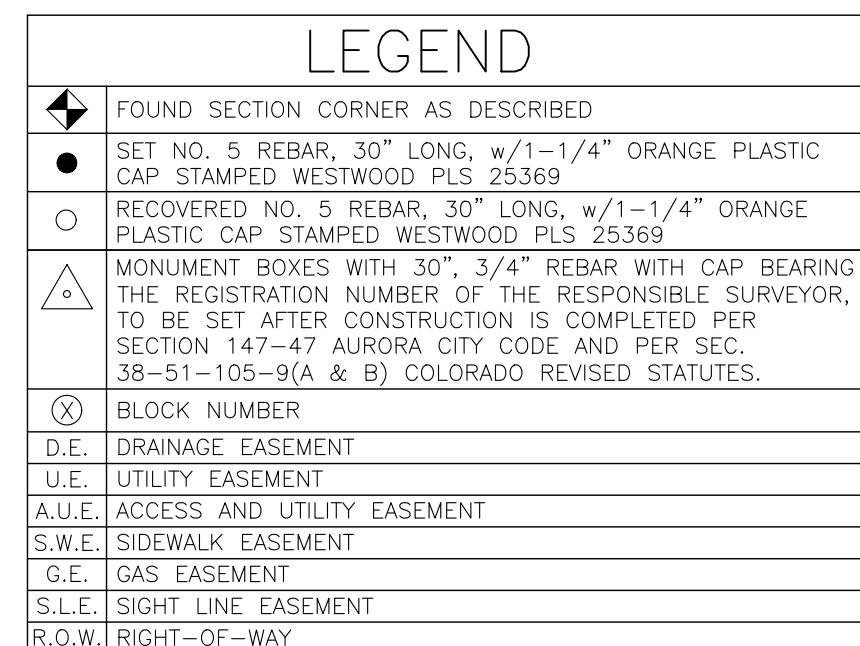 LEGEND
FOUND SECTION CORNER AS DESCRIBED
SET NO. 5 REBAR, 30" LONG, w/1-1/4" ORANGE PLASTIC
CAP STAMPED WESTWOOD PLS 25369
RECOVERED NO. 5 REBAR, 30" LONG, w/1-1/4" ORANGE
PLASTIC CAP STAMPED WESTWOOD PLS 25369
MONUMENT BOXES WITH 30", 3/4" REBAR WITH CAP BEARING
THE REGISTRATION NUMBER OF THE RESPONSIBLE SURVEYOR,
TO BE SET AFTER CONSTRUCTION IS COMPLETED PER
SECTION 147-47 AURORA CITY CODE AND PER SEC.
38-51-105-9(A & B) COLORADO REVISED STATUTES.
X BLOCK NUMBER
D.E. DRAINAGE EASEMENT
U.E. UTILITY EASEMENT
A.U.E. ACCESS AND UTILITY EASEMENT
S.W.E. SIDEWALK EASEMENT
G.E. GAS EASEMENT
S.L.E. SIGHT LINE EASEMENT
R.O.W. RIGHT-OF-WAY